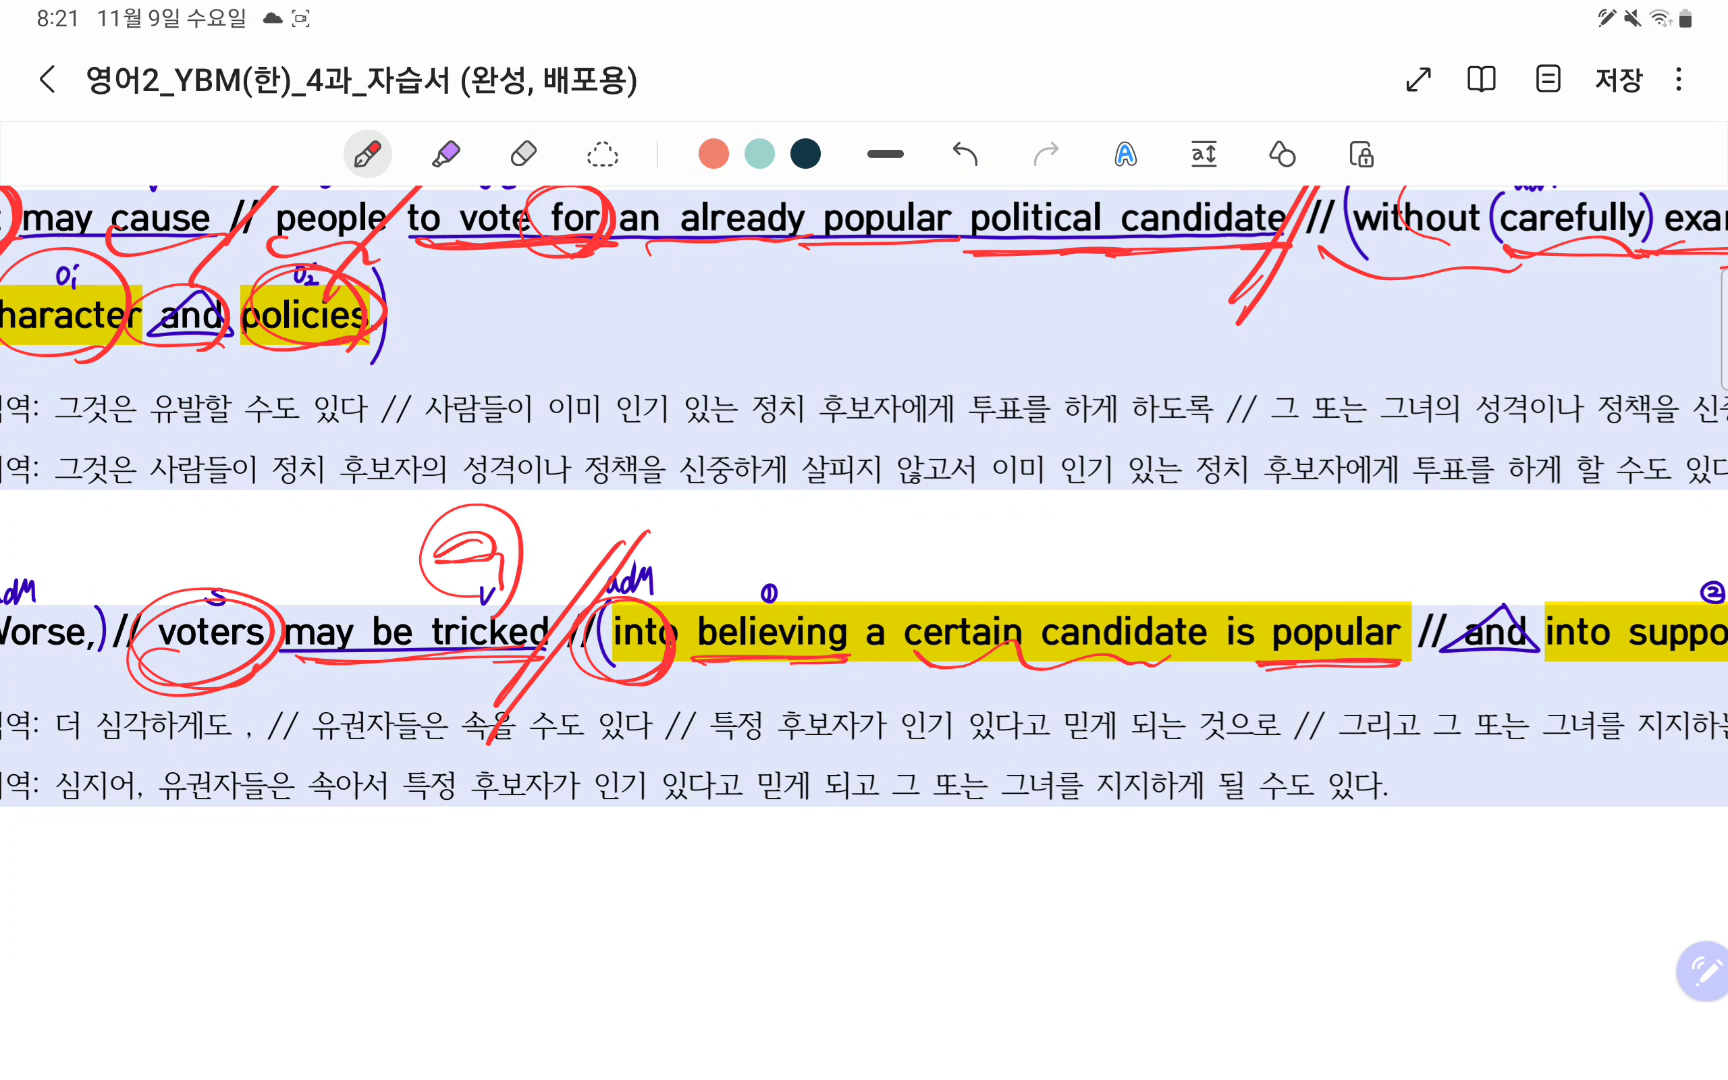 8:21 11월 9일 수요일
영어2_YBM(한)_4과_자습서 (완성, 배포용)
저장
may cause // people to vote for an already popular political candidate // (without (carefully) exa
O₁ O₂
haracter and policies.)
역: 그것은 유발할 수도 있다 // 사람들이 이미 인기 있는 정치 후보자에게 투표를 하게 하도록 // 그 또는 그녀의 성격이나 정책을 신
역: 그것은 사람들이 정치 후보자의 성격이나 정책을 신중하게 살피지 않고서 이미 인기 있는 정치 후보자에게 투표를 하게 할 수도 있다
S V adM ① ②
Worse,) // voters may be tricked // (into believing a certain candidate is popular // and into suppo
역: 더 심각하게도, // 유권자들은 속을 수도 있다 // 특정 후보자가 인기 있다고 믿게 되는 것으로 // 그리고 그 또는 그녀를 지지하는
역: 심지어, 유권자들은 속아서 특정 후보자가 인기 있다고 믿게 되고 그 또는 그녀를 지지하게 될 수도 있다.